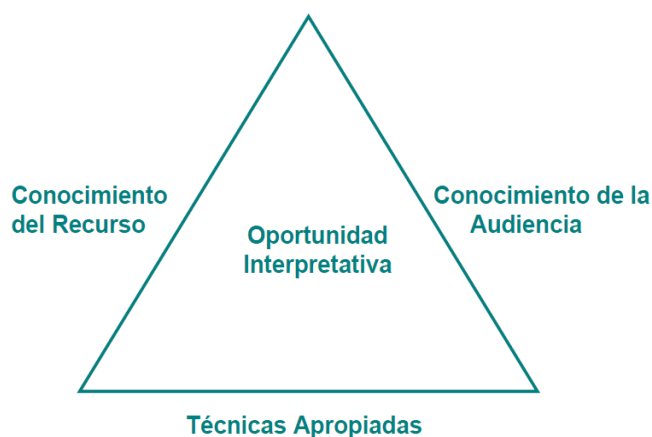 Conocimiento
del Recurso
Conocimiento de la
Audiencia
Oportunidad
Interpretativa
Técnicas Apropiadas